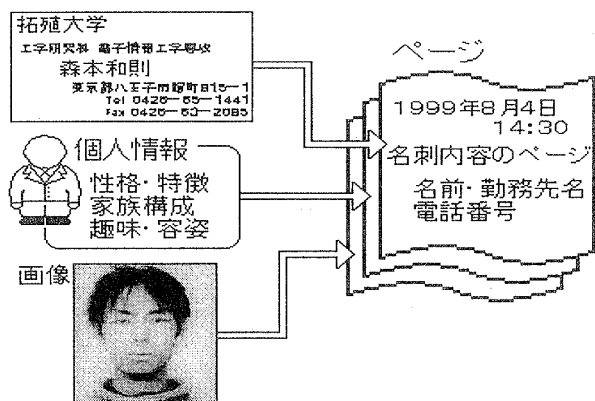 拓殖大学
工学研究科 電子情報工学専攻
森本和則
東京都八王子市館町815-1
Tel 0426-65-1441
Fax 0426-63-2085
個人情報
性格・特徴
家族構成
趣味・容姿
画像
ページ
1999年8月4日
14:30
名刺内容のページ
名前・勤務先名
電話番号